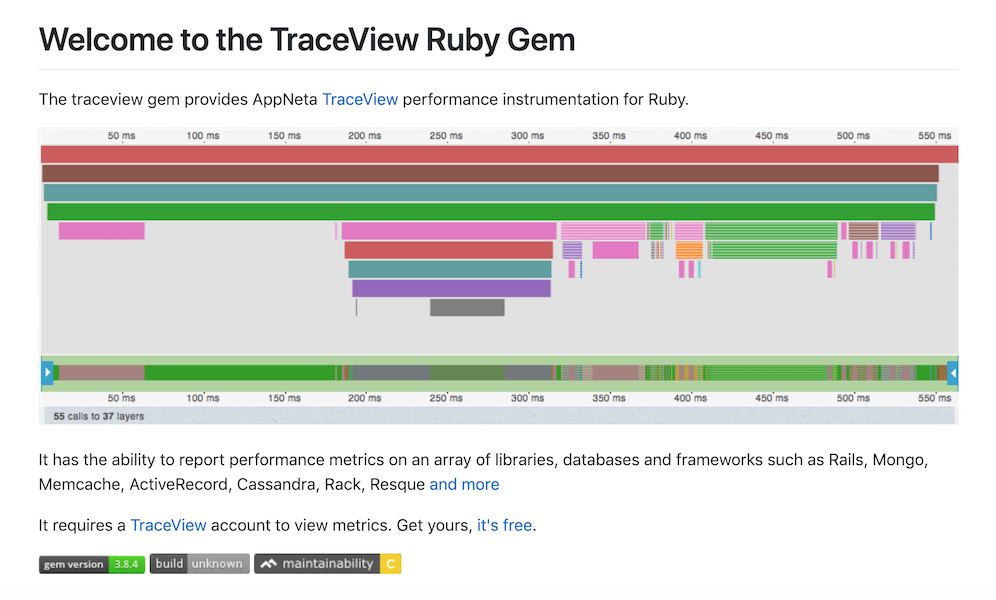 Welcome to the TraceView Ruby Gem
The traceview gem provides AppNeta TraceView performance instrumentation for Ruby.
50 ms 100 ms 150 ms 200 ms 250 ms 300 ms 350 ms 400 ms 450 ms 500 ms 550 ms
50 ms 100 ms 150 ms 200 ms 250 ms 300 ms 350 ms 400 ms 450 ms 500 ms 550 ms
55 calls to 37 layers
It has the ability to report performance metrics on an array of libraries, databases and frameworks such as Rails, Mongo,
Memcache, ActiveRecord, Cassandra, Rack, Resque and more
It requires a TraceView account to view metrics. Get yours, it's free.
gem version 3.8.4 build unknown maintainability C